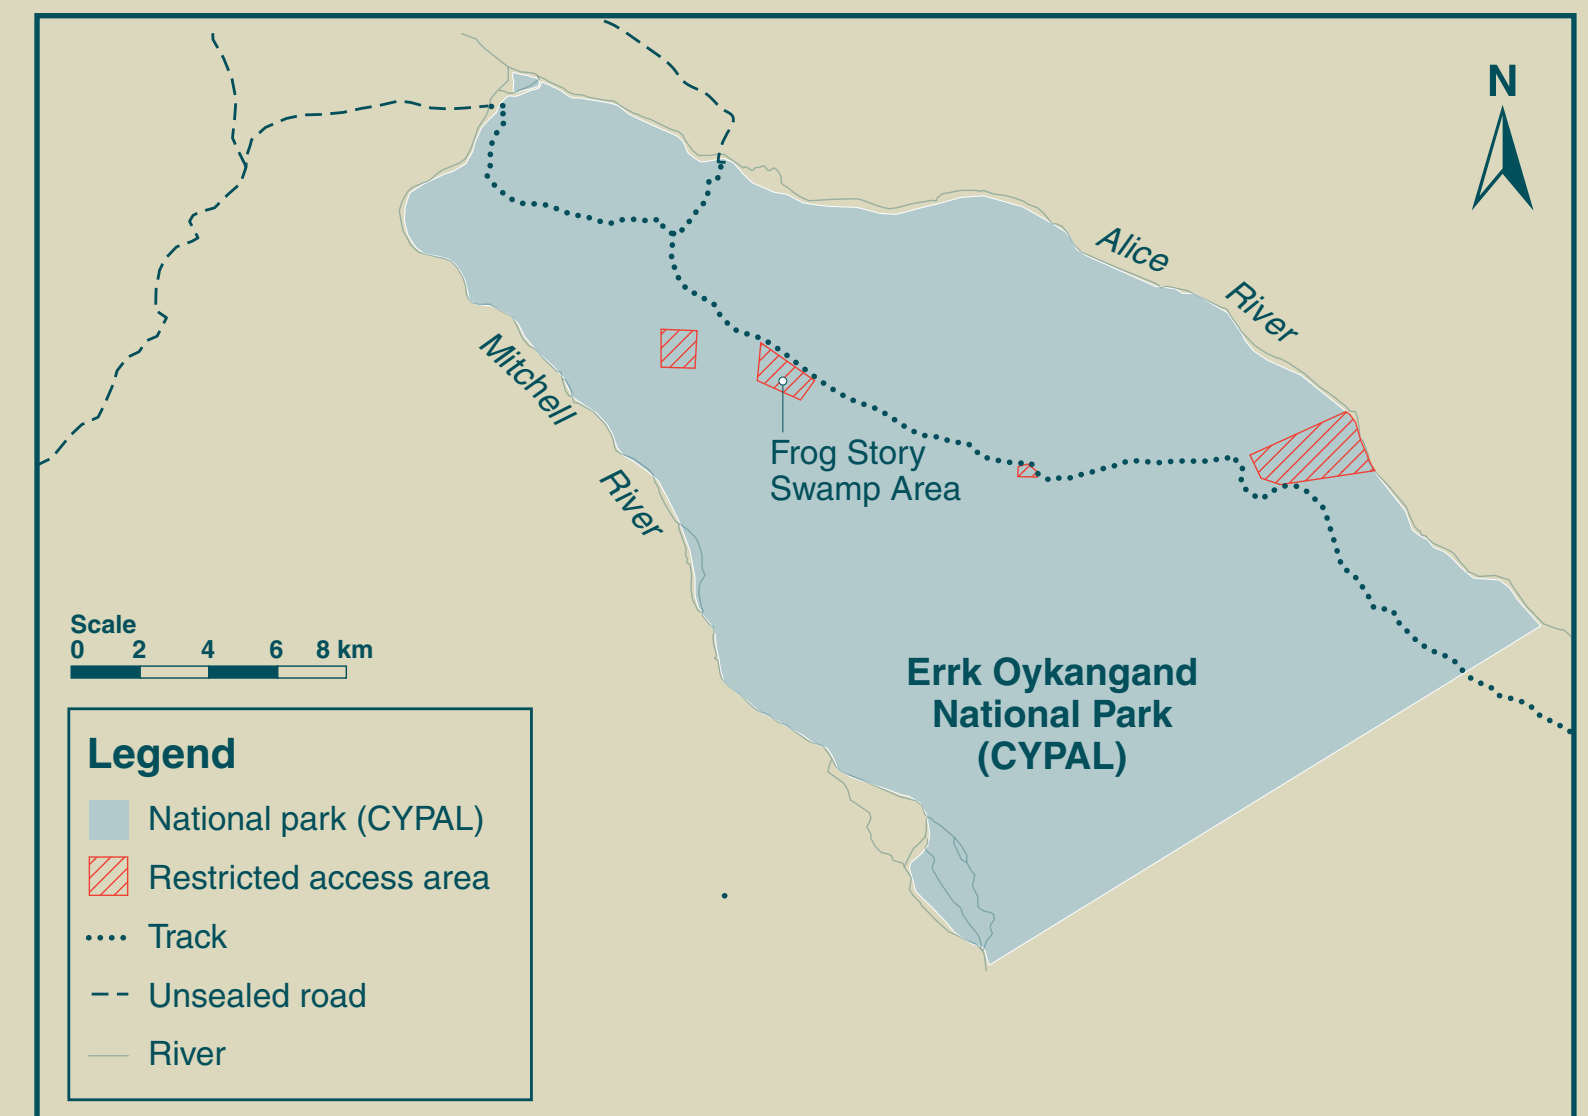 N
Alice
River
Mitchell
River
Frog Story
Swamp Area
Scale
0 2 4 6 8 km
Errk Oykangand
National Park
(CYPAL)
Legend
National park (CYPAL)
Restricted access area
Track
Unsealed road
River